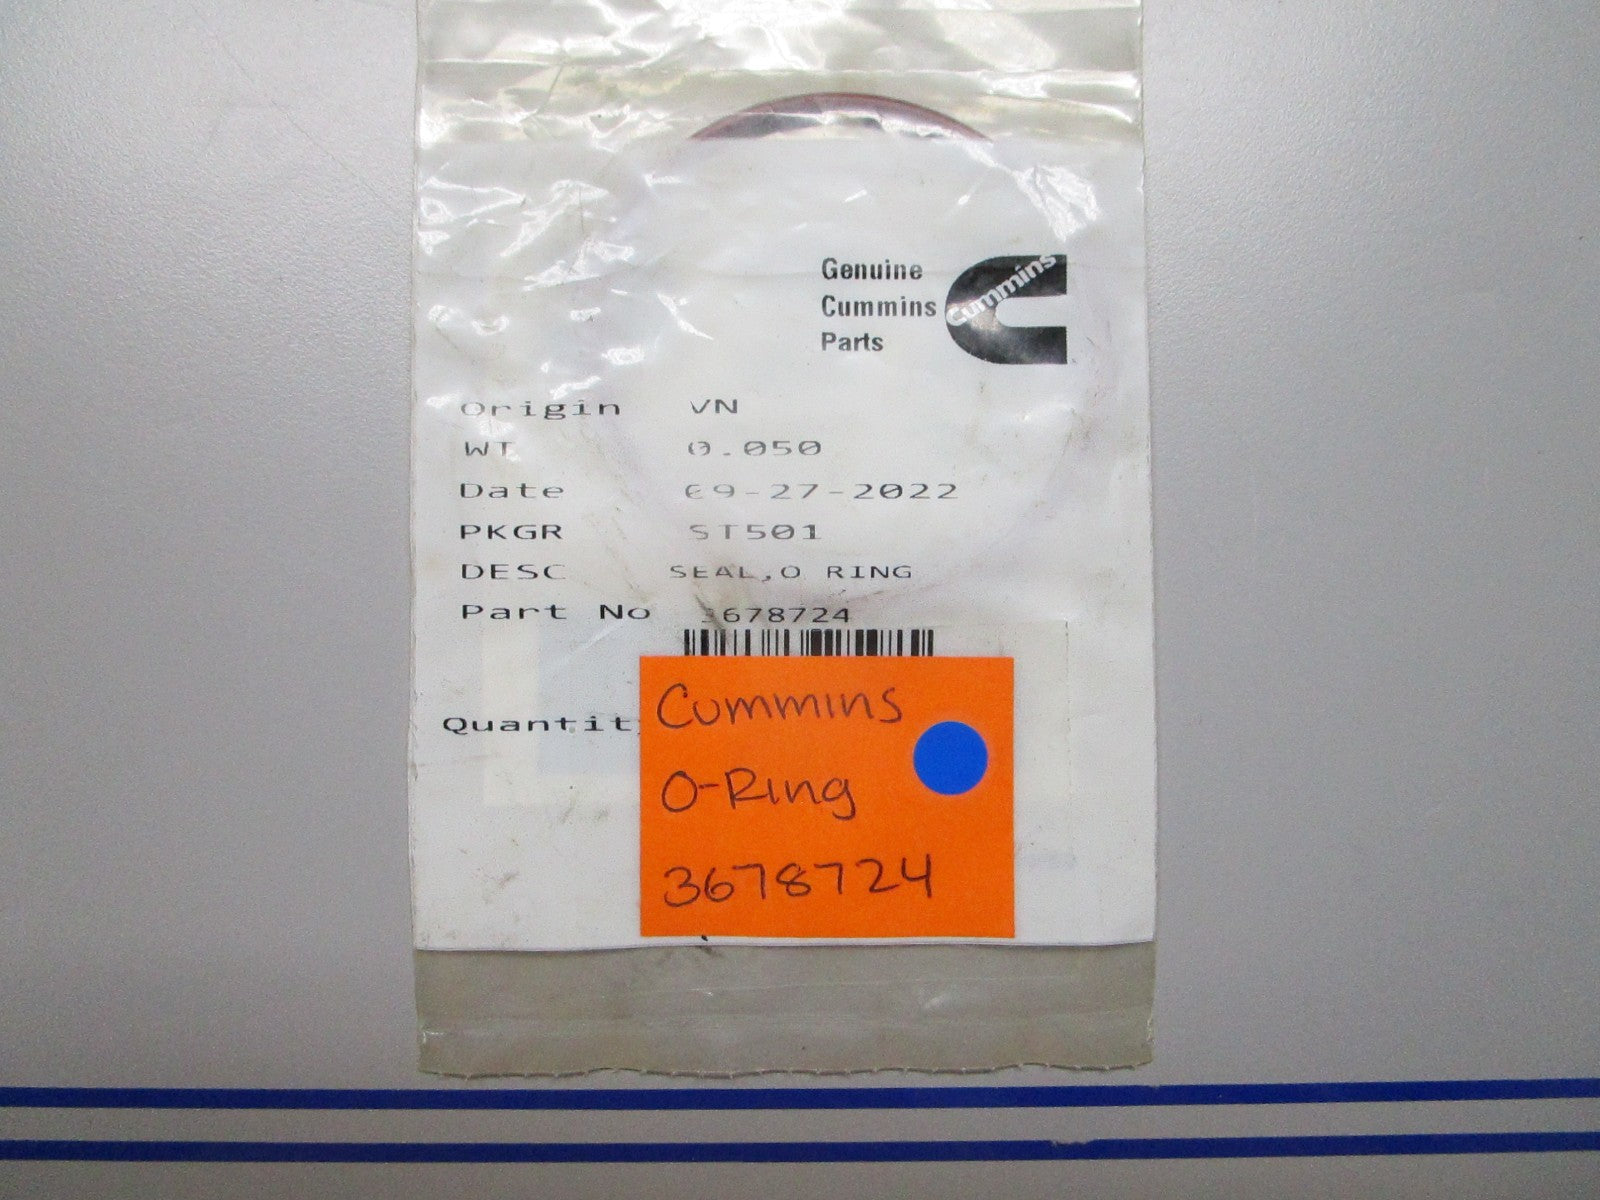 Genuine
Cummins
Parts
Cummins
Origin VN
WT 0.050
Date 09-27-2022
PKGR ST501
DESC SEAL,O RING
Part No 3678724
Quantit
Cummins
O-Ring
3678724